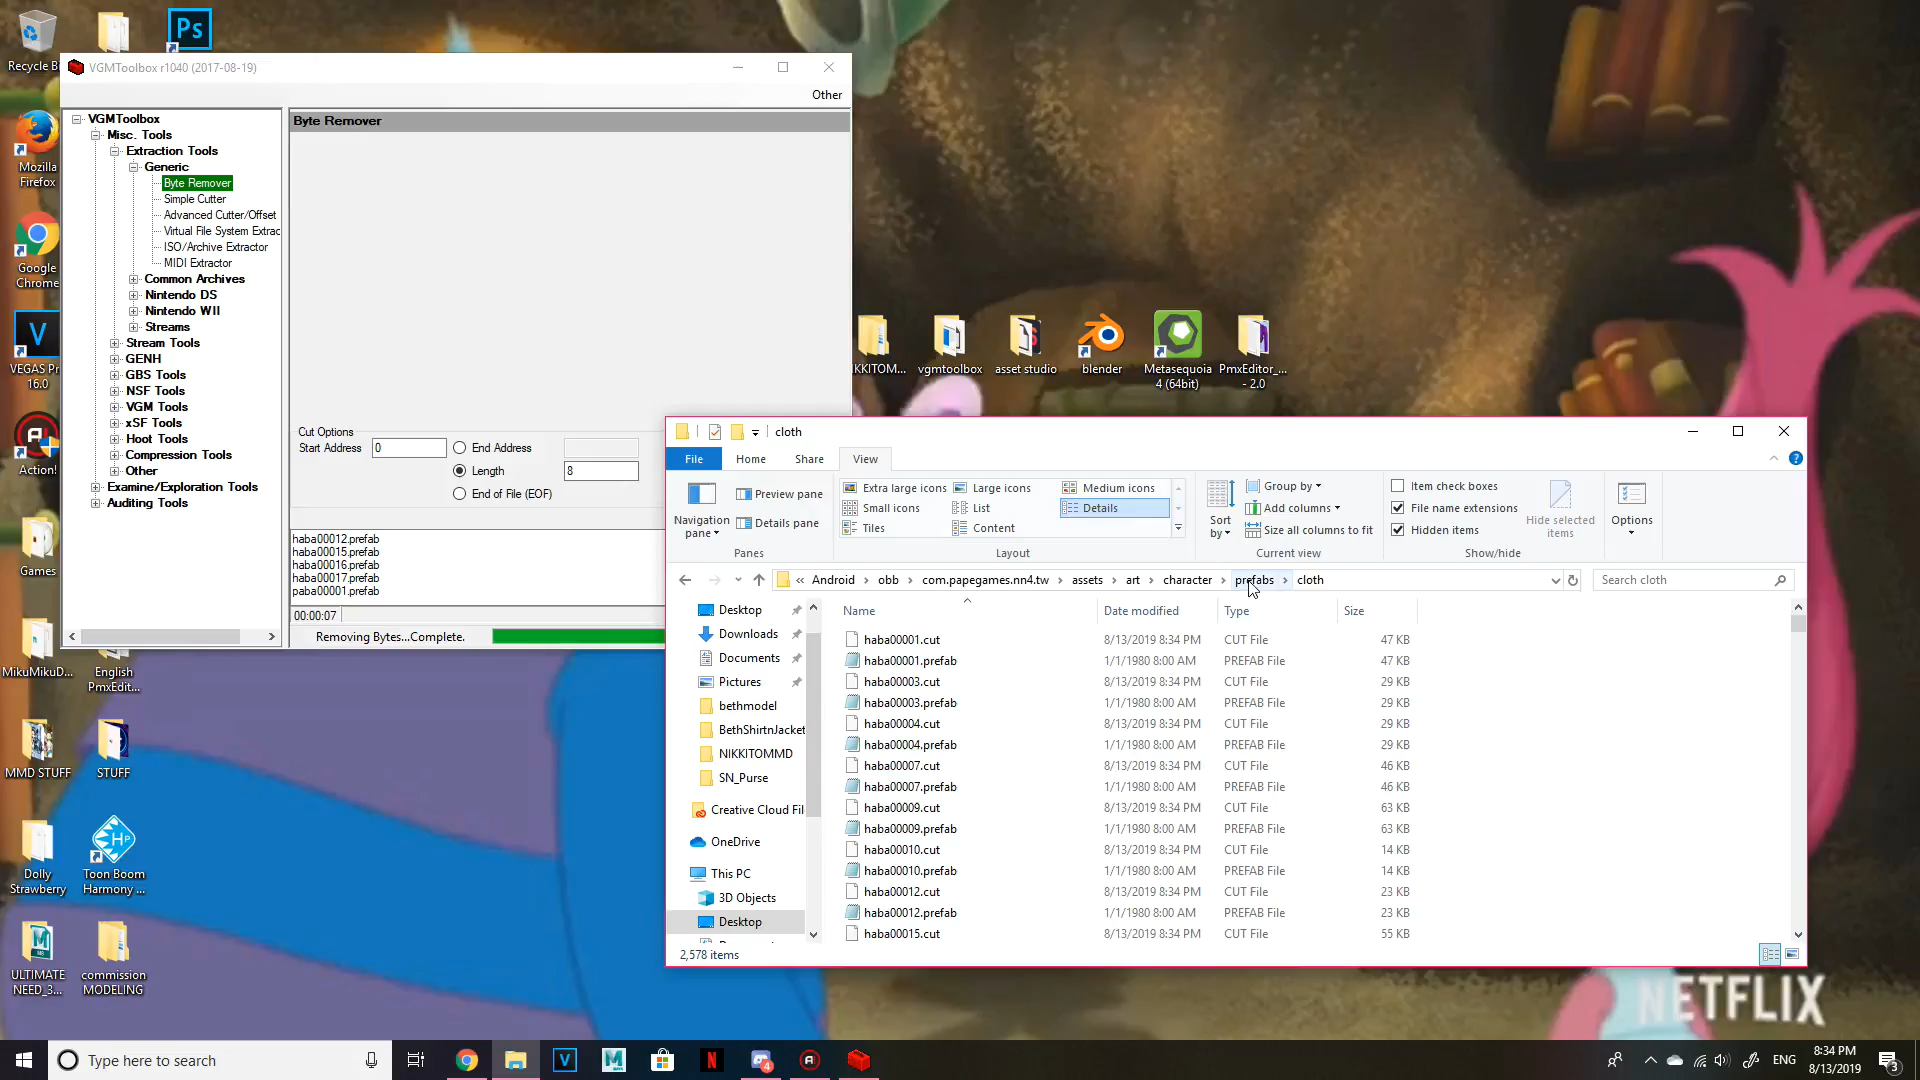 Recycle Bi
Ps
Mozilla
Firefox
Google
Chrome
V
VEGAS Pr
16.0
Action!
Games
MikuMikuD...
English
PmxEdit...
MMD STUFF
STUFF
Dolly
Strawberry
Toon Boom
Harmony ...
ULTIMATE
NEED_3...
commission
MODELING
VGMToolbox r1040 (2017-08-19)
Other
VGMToolbox
Misc. Tools
Extraction Tools
Generic
Byte Remover
Simple Cutter
Advanced Cutter/Offset
Virtual File System Extrac
ISO/Archive Extractor
MIDI Extractor
Common Archives
Nintendo DS
Nintendo WII
Streams
Stream Tools
GENH
GBS Tools
NSF Tools
VGM Tools
xSF Tools
Hoot Tools
Compression Tools
Other
Examine/Exploration Tools
Auditing Tools
Byte Remover
Cut Options
Start Address 0
End Address
Length 8
End of File (EOF)
haba00012.prefab
haba00015.prefab
haba00016.prefab
haba00017.prefab
paba00001.prefab
00:00:07
Removing Bytes...Complete.
IKKITOM...
vgmtoolbox
asset studio
blender
Metasequoia
4 (64bit)
PmxEditor_...
- 2.0
cloth
File Home Share View
Navigation
pane
Preview pane
Details pane
Panes
Extra large icons Large icons Medium icons
Small icons List Details
Tiles Content
Layout
Sort
by
Group by
Add columns
Size all columns to fit
Current view
Item check boxes
File name extensions
Hidden items
Hide selected
items
Show/hide
Options
« Android › obb › com.papegames.nn4.tw › assets › art › character › prefabs › cloth
Search cloth
Desktop
Downloads
Documents
Pictures
bethmodel
BethShirtnJacket
NIKKITOMMD
SN_Purse
Creative Cloud Fil
OneDrive
This PC
3D Objects
Desktop
Name Date modified Type Size
haba00001.cut 8/13/2019 8:34 PM CUT File 47 KB
haba00001.prefab 1/1/1980 8:00 AM PREFAB File 47 KB
haba00003.cut 8/13/2019 8:34 PM CUT File 29 KB
haba00003.prefab 1/1/1980 8:00 AM PREFAB File 29 KB
haba00004.cut 8/13/2019 8:34 PM CUT File 29 KB
haba00004.prefab 1/1/1980 8:00 AM PREFAB File 29 KB
haba00007.cut 8/13/2019 8:34 PM CUT File 46 KB
haba00007.prefab 1/1/1980 8:00 AM PREFAB File 46 KB
haba00009.cut 8/13/2019 8:34 PM CUT File 63 KB
haba00009.prefab 1/1/1980 8:00 AM PREFAB File 63 KB
haba00010.cut 8/13/2019 8:34 PM CUT File 14 KB
haba00010.prefab 1/1/1980 8:00 AM PREFAB File 14 KB
haba00012.cut 8/13/2019 8:34 PM CUT File 23 KB
haba00012.prefab 1/1/1980 8:00 AM PREFAB File 23 KB
haba00015.cut 8/13/2019 8:34 PM CUT File 55 KB
2,578 items
NETFLIX
Type here to search
ENG
8:34 PM
8/13/2019
3